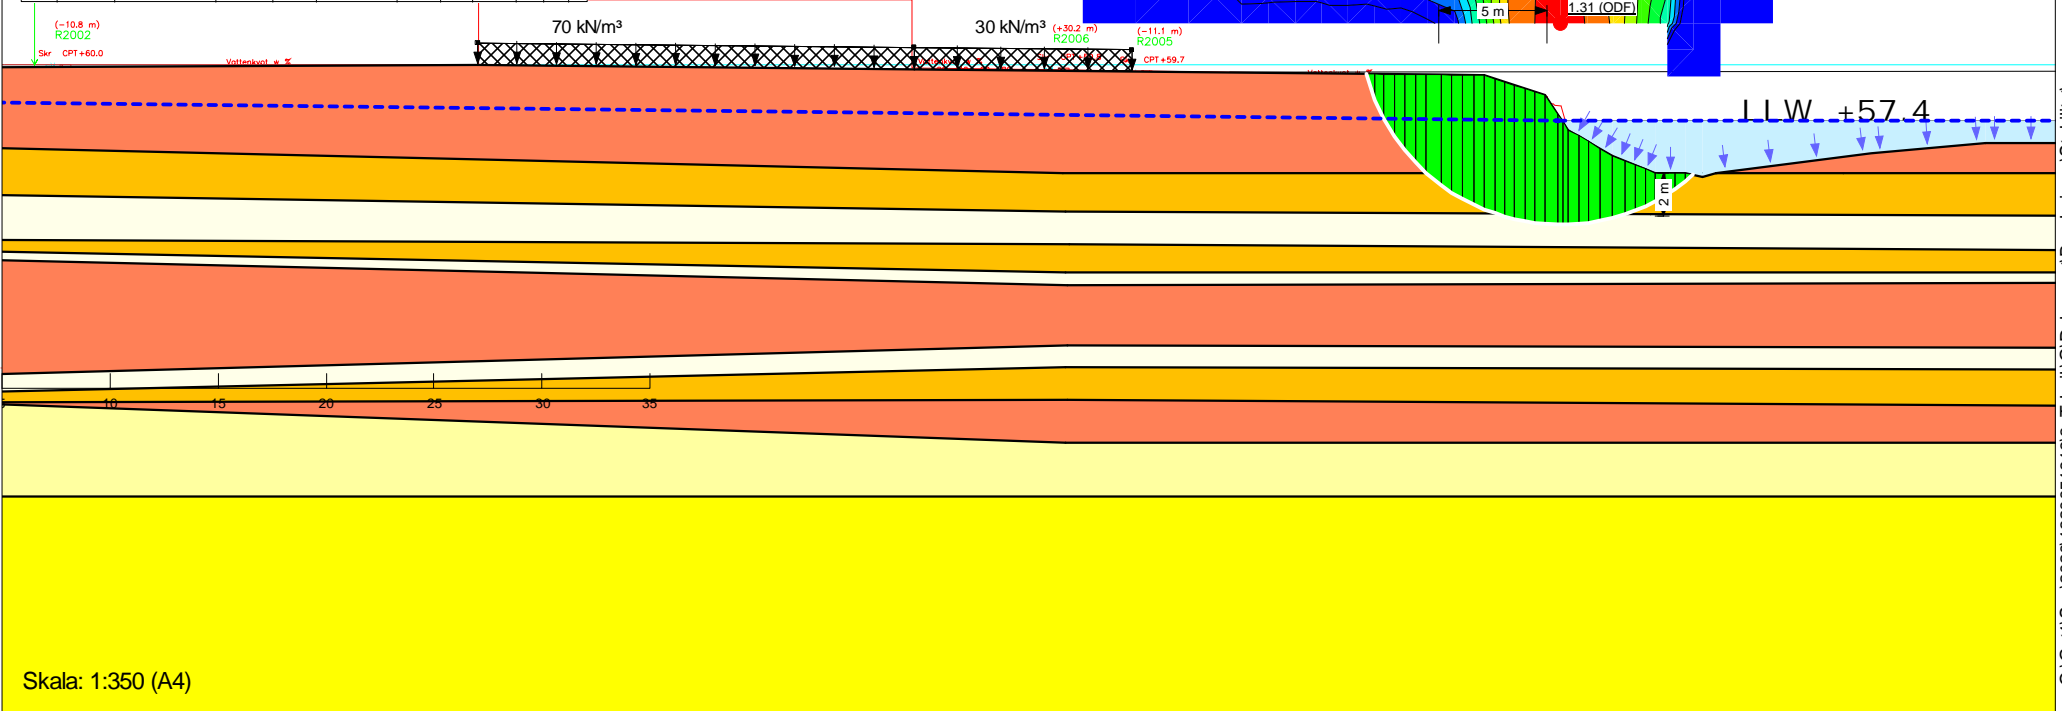 5 m
1.31 (ODF)
70 kN/m³
30 kN/m³
(-10.8 m)
R2002
Skr CPT+60.0
(+30.2 m)
R2006
(-11.1 m)
R2005
CPT+59.7
Vattenkvot w %
LLW +57.4
2 m
10 15 20 25 30 35
Skala: 1:350 (A4)